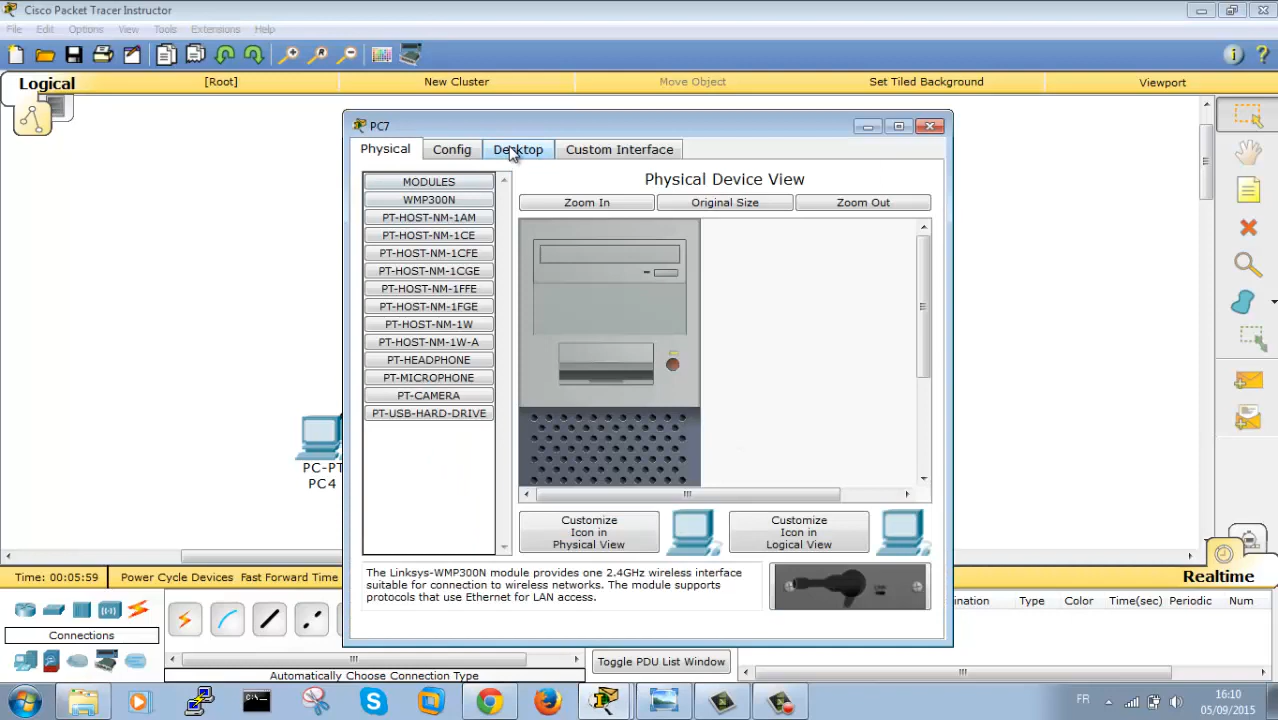 Cisco Packet Tracer Instructor
File Edit Options View Tools Extensions Help
Logical
[Root]
New Cluster
Move Object
Set Tiled Background
Viewport
PC7
Physical Config Desktop Custom Interface
MODULES
WMP300N
PT-HOST-NM-1AM
PT-HOST-NM-1CE
PT-HOST-NM-1CFE
PT-HOST-NM-1CGE
PT-HOST-NM-1FFE
PT-HOST-NM-1FGE
PT-HOST-NM-1W
PT-HOST-NM-1W-A
PT-HEADPHONE
PT-MICROPHONE
PT-CAMERA
PT-USB-HARD-DRIVE
Physical Device View
Zoom In Original Size Zoom Out
Customize
Icon in
Physical View
Customize
Icon in
Logical View
The Linksys-WMP300N module provides one 2.4GHz wireless interface
suitable for connection to wireless networks. The module supports
protocols that use Ethernet for LAN access.
PC-PT
PC4
Time: 00:05:59 Power Cycle Devices Fast Forward Time
Realtime
Connections
Automatically Choose Connection Type
Toggle PDU List Window
ination Type Color Time(sec) Periodic Num
FR
16:10
05/09/2015